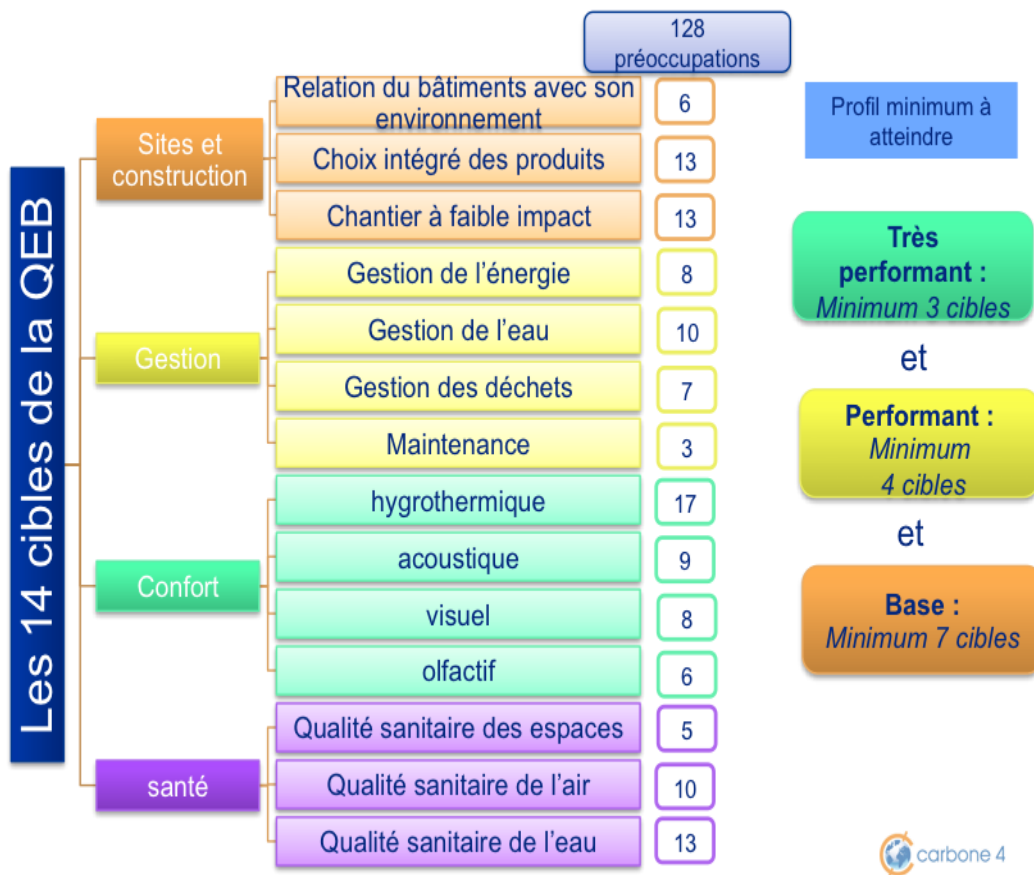 128
préoccupations
Les 14 cibles de la QEB
Sites et
construction
Relation du bâtiments avec son
environnement
6
Choix intégré des produits
13
Chantier à faible impact
13
Gestion
Gestion de l’énergie
8
Gestion de l’eau
10
Gestion des déchets
7
Maintenance
3
Confort
hygrothermique
17
acoustique
9
visuel
8
olfactif
6
santé
Qualité sanitaire des espaces
5
Qualité sanitaire de l’air
10
Qualité sanitaire de l’eau
13
Profil minimum à
atteindre
Très
performant :
Minimum 3 cibles
et
Performant :
Minimum
4 cibles
et
Base :
Minimum 7 cibles
carbone 4